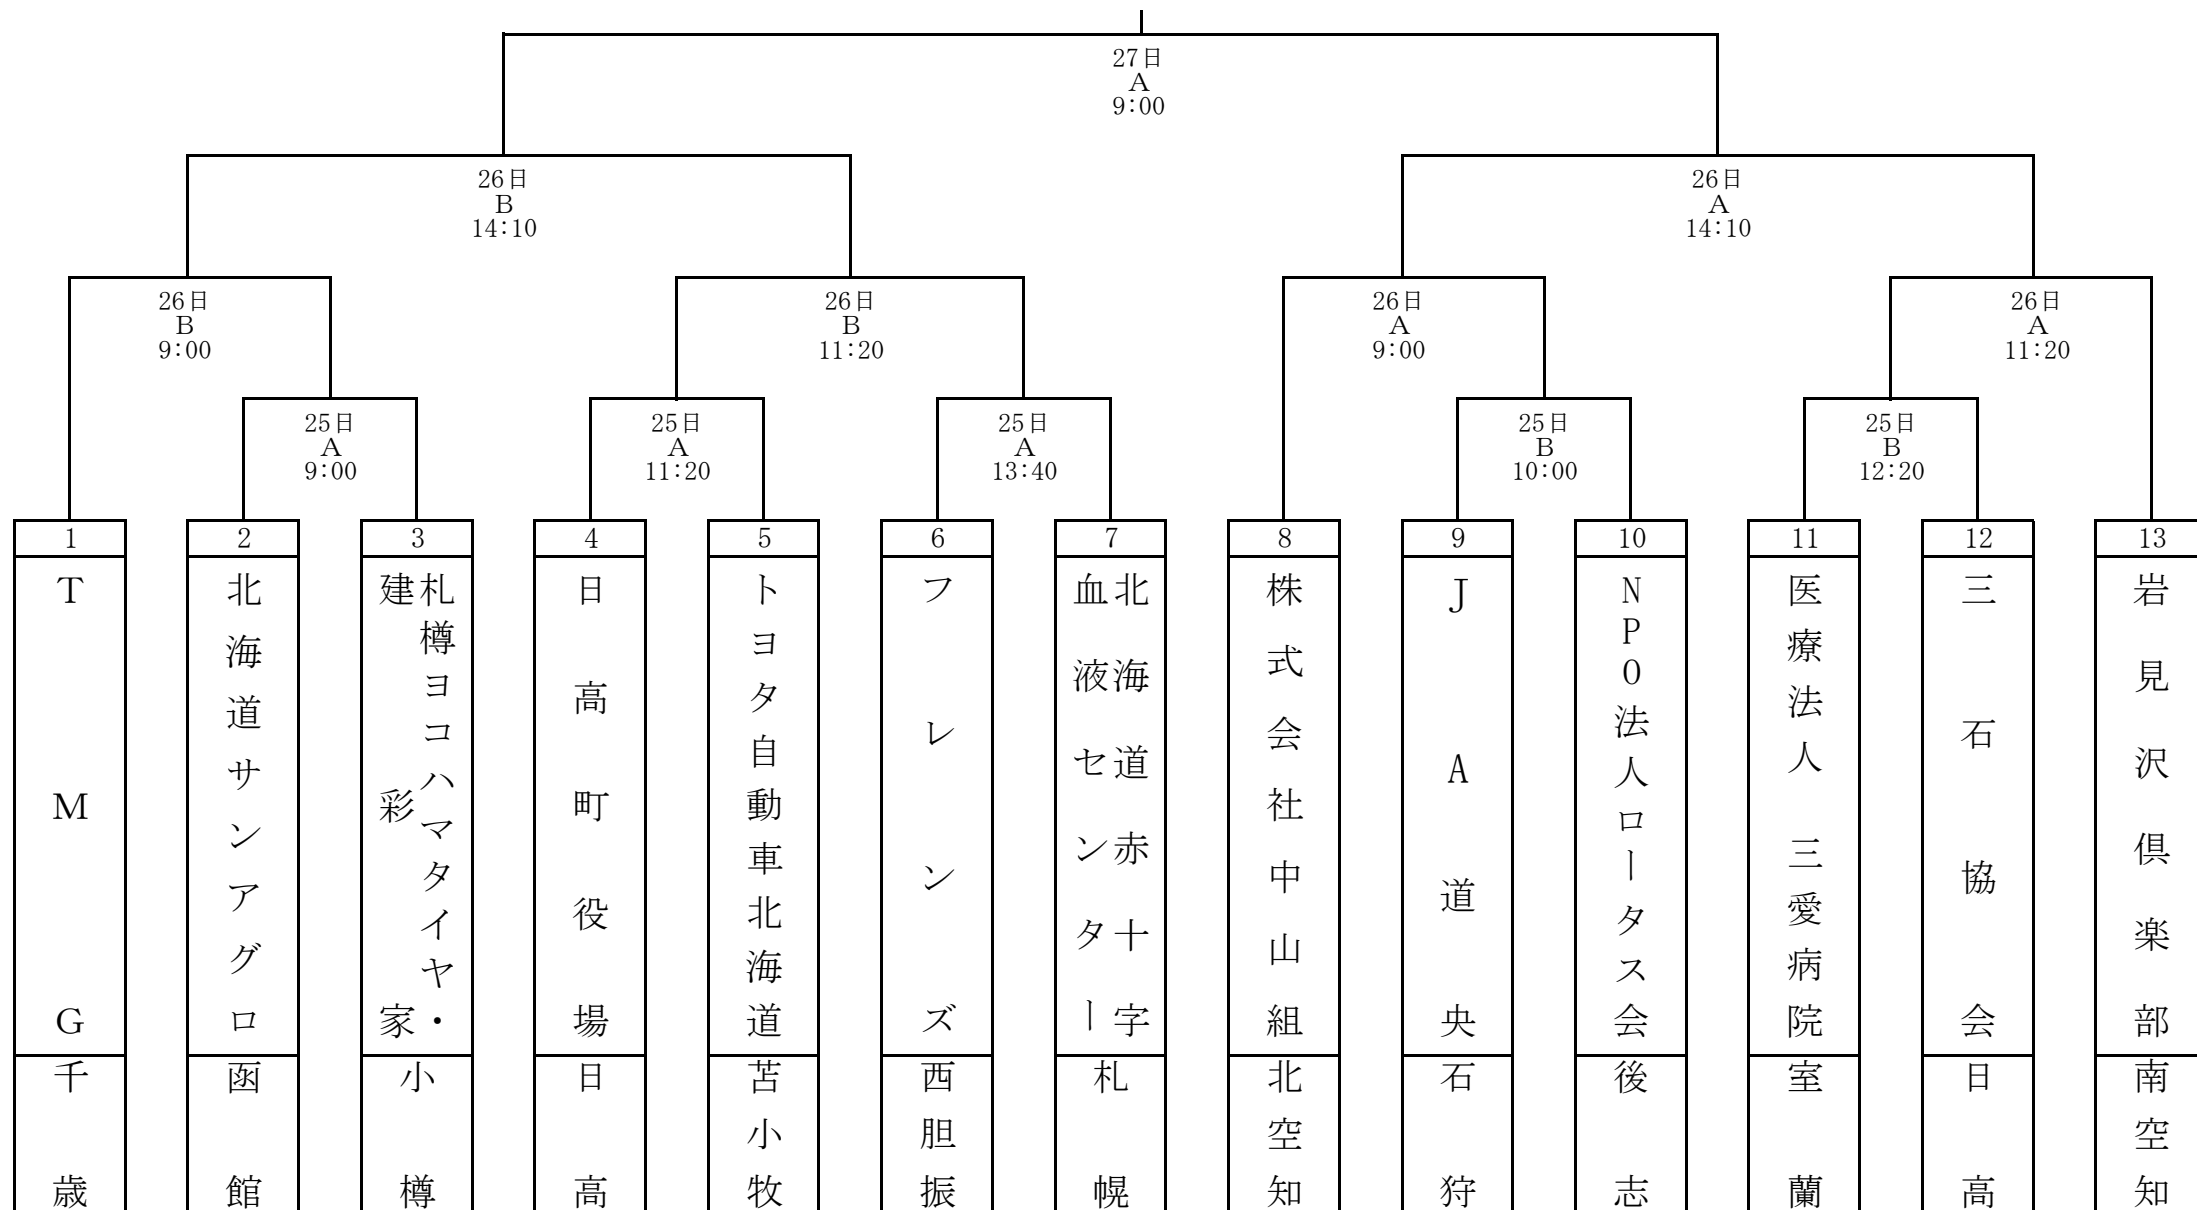 27日
A
9:00
26日
B
14:10
26日
A
14:10
26日
B
9:00
26日
B
11:20
26日
A
9:00
26日
A
11:20
25日
A
9:00
25日
A
11:20
25日
A
13:40
25日
B
10:00
25日
B
12:20
1
2
3
4
5
6
7
8
9
10
11
12
13
TMG
北海道サンアグロ
札樽ヨコハマタイヤ・
建彩家
日高町役場
トヨタ自動車北海道
フレンズ
北海道赤十字
血液センター
株式会社中山組
JA道央
NPO法人ロータス会
医療法人 三愛病院
三石協会
岩見沢倶楽部
千歳
函館
小樽
日高
苫小牧
西胆振
札幌
北空知
石狩
後志
室蘭
日高
南空知